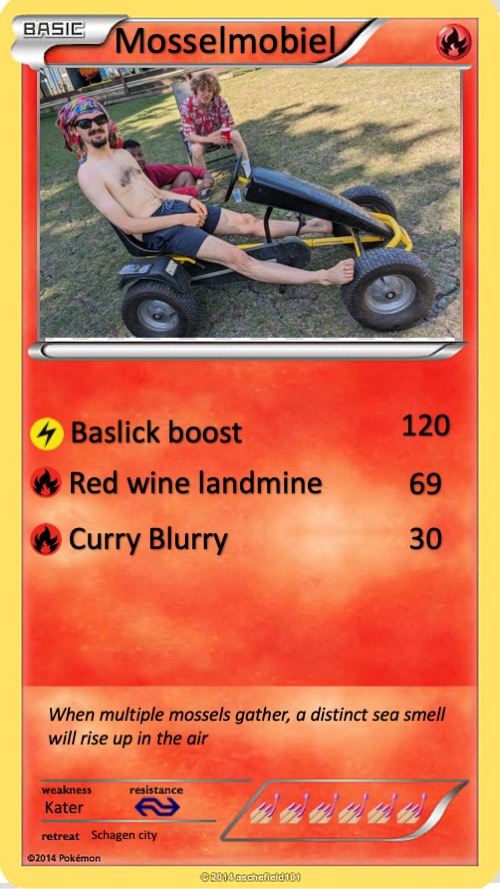 BASIC
Mosselmobiel
Baslick boost 120
Red wine landmine 69
Curry Blurry 30
When multiple mossels gather, a distinct sea smell
will rise up in the air
weakness resistance
Kater
retreat Schagen city
©2014 Pokémon